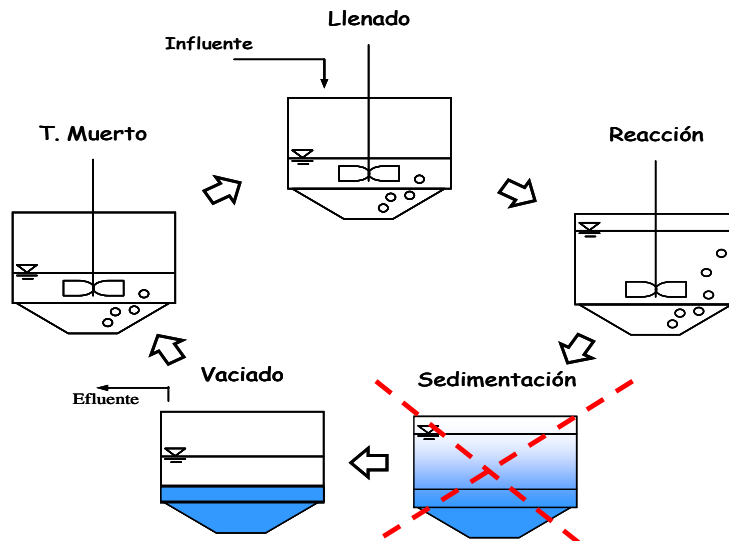 Llenado
Influente
T. Muerto
Reacción
Vaciado
Sedimentación
Efluente